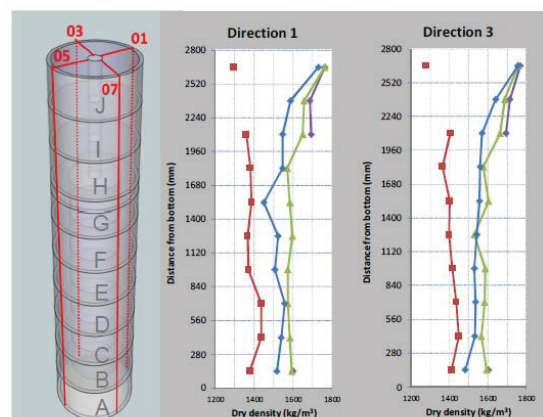 03
01
05
07
J
I
H
G
F
E
D
C
B
A
Direction 1
Distance from bottom (mm)
2800
2520
2240
1960
1680
1400
1120
840
560
280
0
1200
1400
1600
1800
Dry density (kg/m³)
Direction 3
Distance from bottom (mm)
2800
2520
2240
1960
1680
1400
1120
840
560
280
0
1200
1400
1600
1800
Dry density (kg/m³)